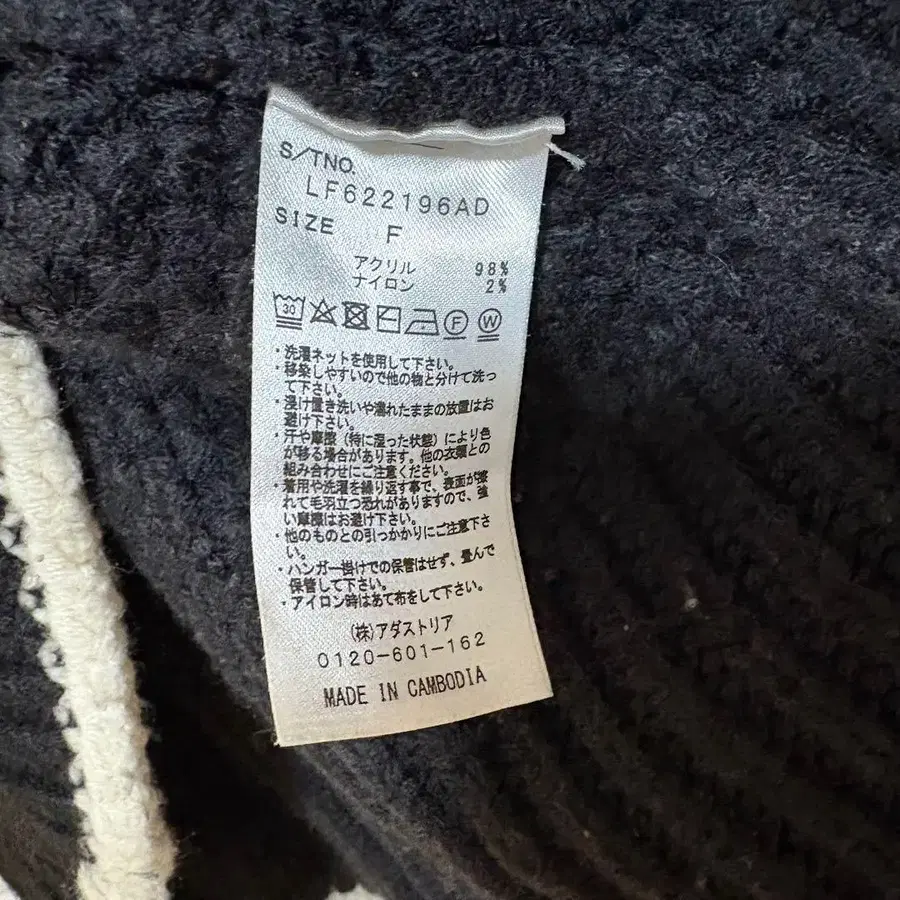 S/TNO.
LF622196AD
SIZE F
アクリル 98%
ナイロン 2%
30 F W
・洗濯ネットを使用して下さい。
・移染しやすいので他の物と分けて洗っ
て下さい。
・浸け置き洗いや濡れたままの放置はお
避け下さい。
・汗や摩擦（特に湿った状態）により色
が移る場合があります。他の衣類との
組み合わせにご注意ください。
・着用や洗濯を繰り返す事で、表面が擦
れて毛羽立つ恐れがありますので、強
い摩擦はお避け下さい。
・他のものとの引っかかりにご注意下さ
い。
・ハンガー掛けでの保管はせず、畳んで
保管して下さい。
・アイロン時はあて布をして下さい。
(株)アダストリア
0120-601-162
MADE IN CAMBODIA